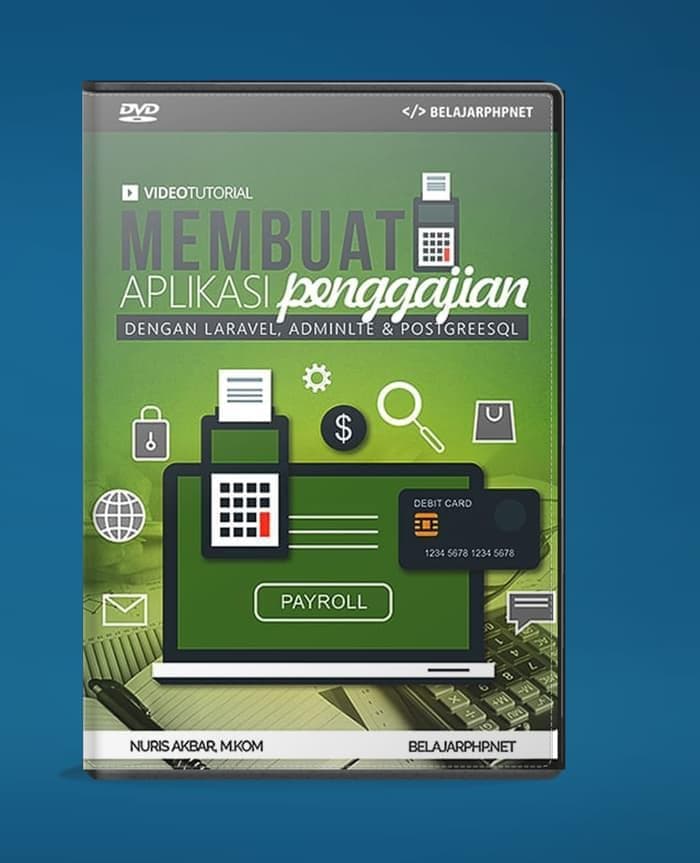 DVD
</> BELAJARPHPNET
VIDEOTUTORIAL
MEMBUAT
APLIKASI penggajian
DENGAN LARAVEL, ADMINLTE & POSTGREESQL
$
DEBIT CARD
1234 5678 1234 5678
PAYROLL
NURIS AKBAR, M.KOM
BELAJARPHP.NET